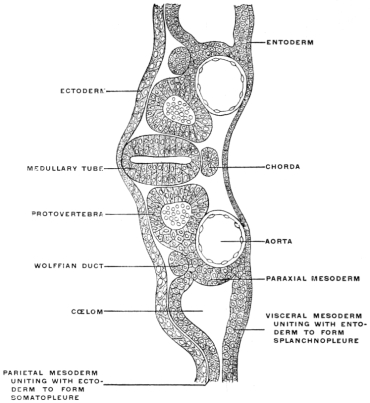 ENTODERM
ECTODERM
MEDULLARY TUBE
CHORDA
PROTOVERTEBRA
AORTA
WOLFFIAN DUCT
PARAXIAL MESODERM
CŒLOM
VISCERAL MESODERM
UNITING WITH ENTO-
DERM TO FORM
SPLANCHNOPLEURE
PARIETAL MESODERM
UNITING WITH ECTO-
DERM TO FORM
SOMATOPLEURE